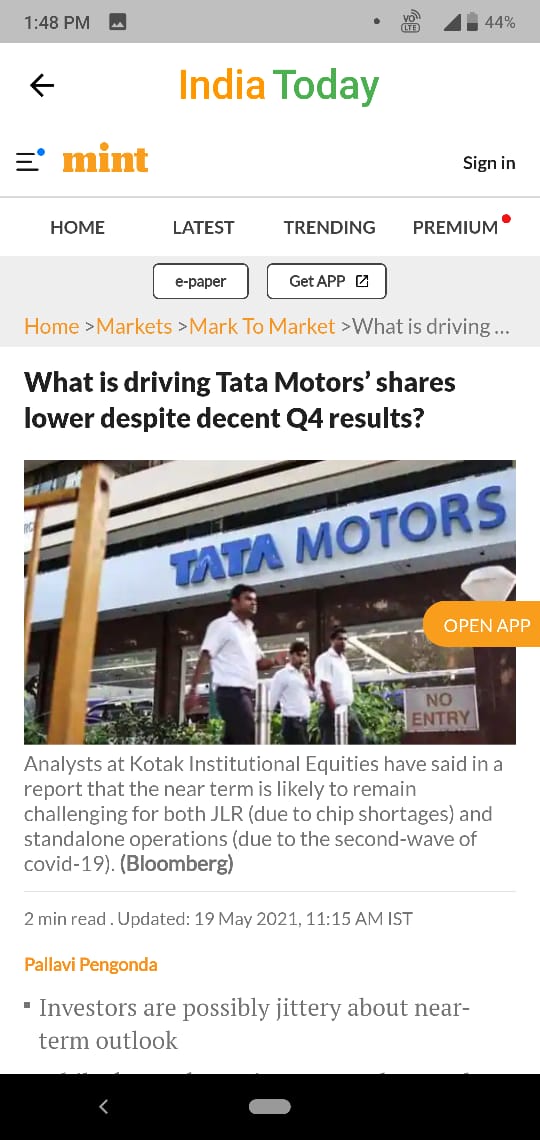 1:48 PM
VO
LTE
44%
India Today
mint
Sign in
HOME
LATEST
TRENDING
PREMIUM
e-paper
Get APP
Home >Markets >Mark To Market >What is driving ...
What is driving Tata Motors’ shares
lower despite decent Q4 results?
TATA MOTORS
OPEN APP
NO
ENTRY
Analysts at Kotak Institutional Equities have said in a
report that the near term is likely to remain
challenging for both JLR (due to chip shortages) and
standalone operations (due to the second-wave of
covid-19). (Bloomberg)
2 min read . Updated: 19 May 2021, 11:15 AM IST
Pallavi Pengonda
▪ Investors are possibly jittery about near-
term outlook